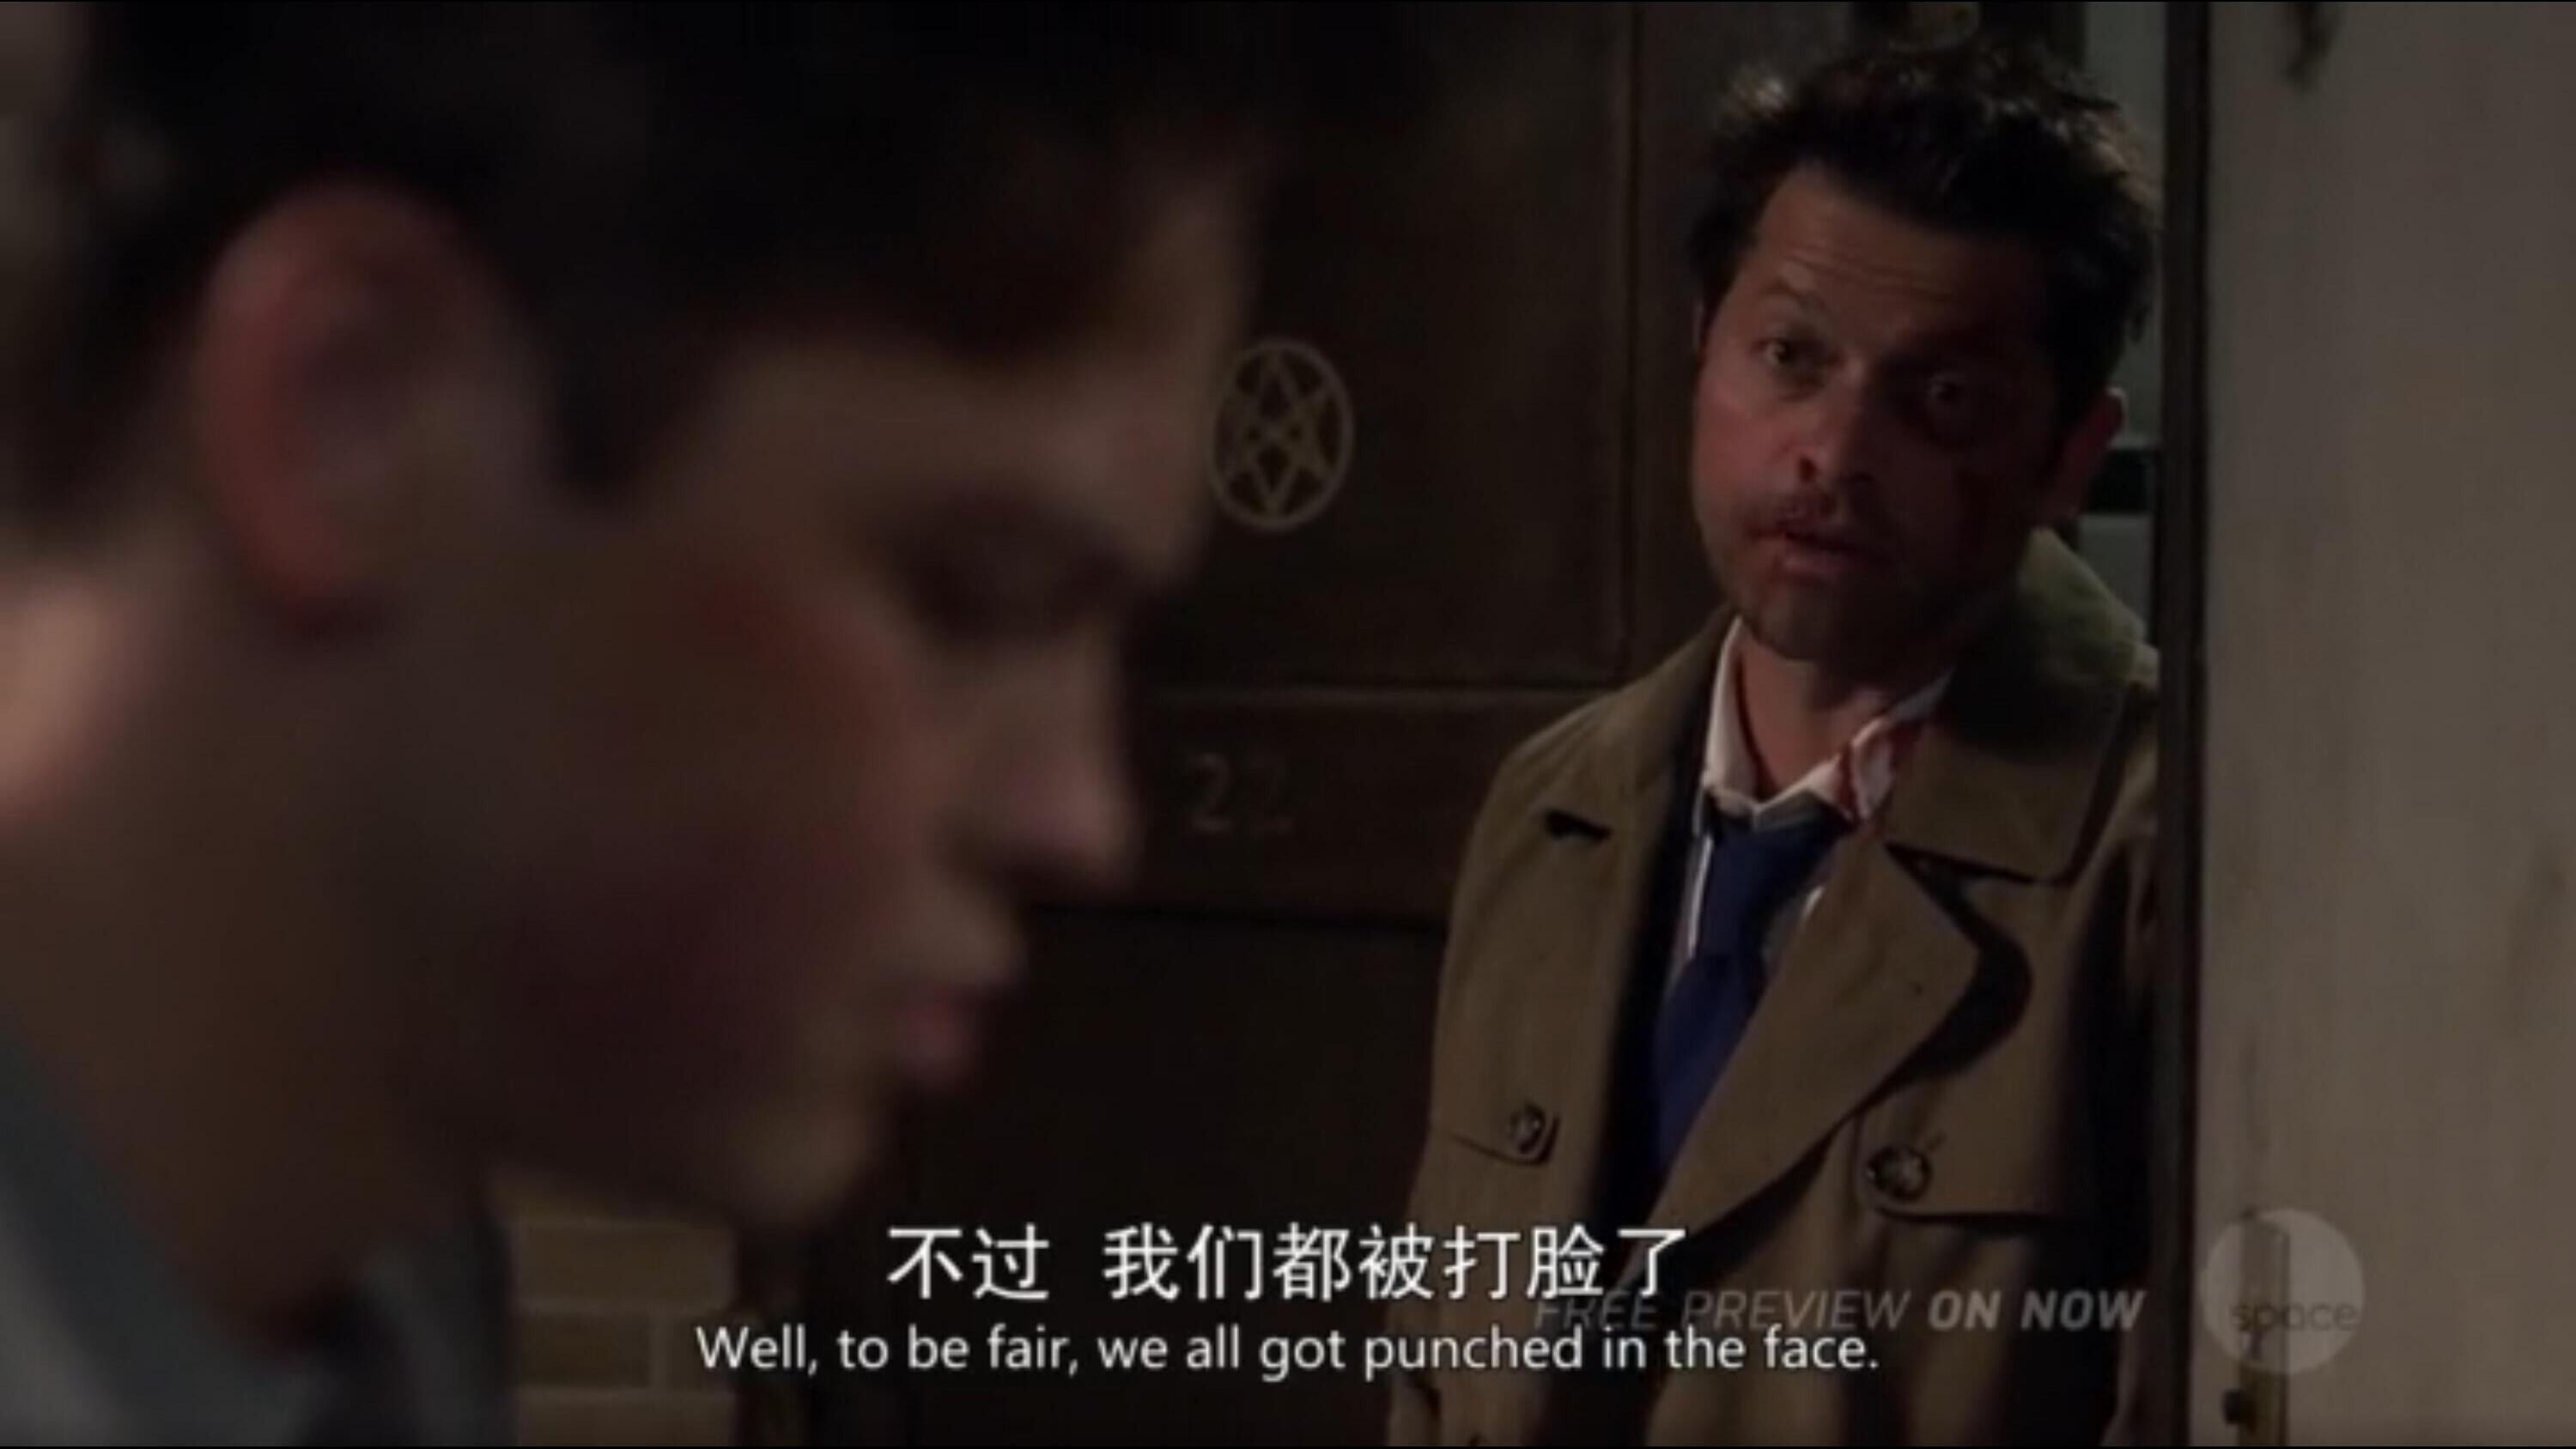 22
不过 我们都被打脸了
FREE PREVIEW ON NOW
space
Well, to be fair, we all got punched in the face.